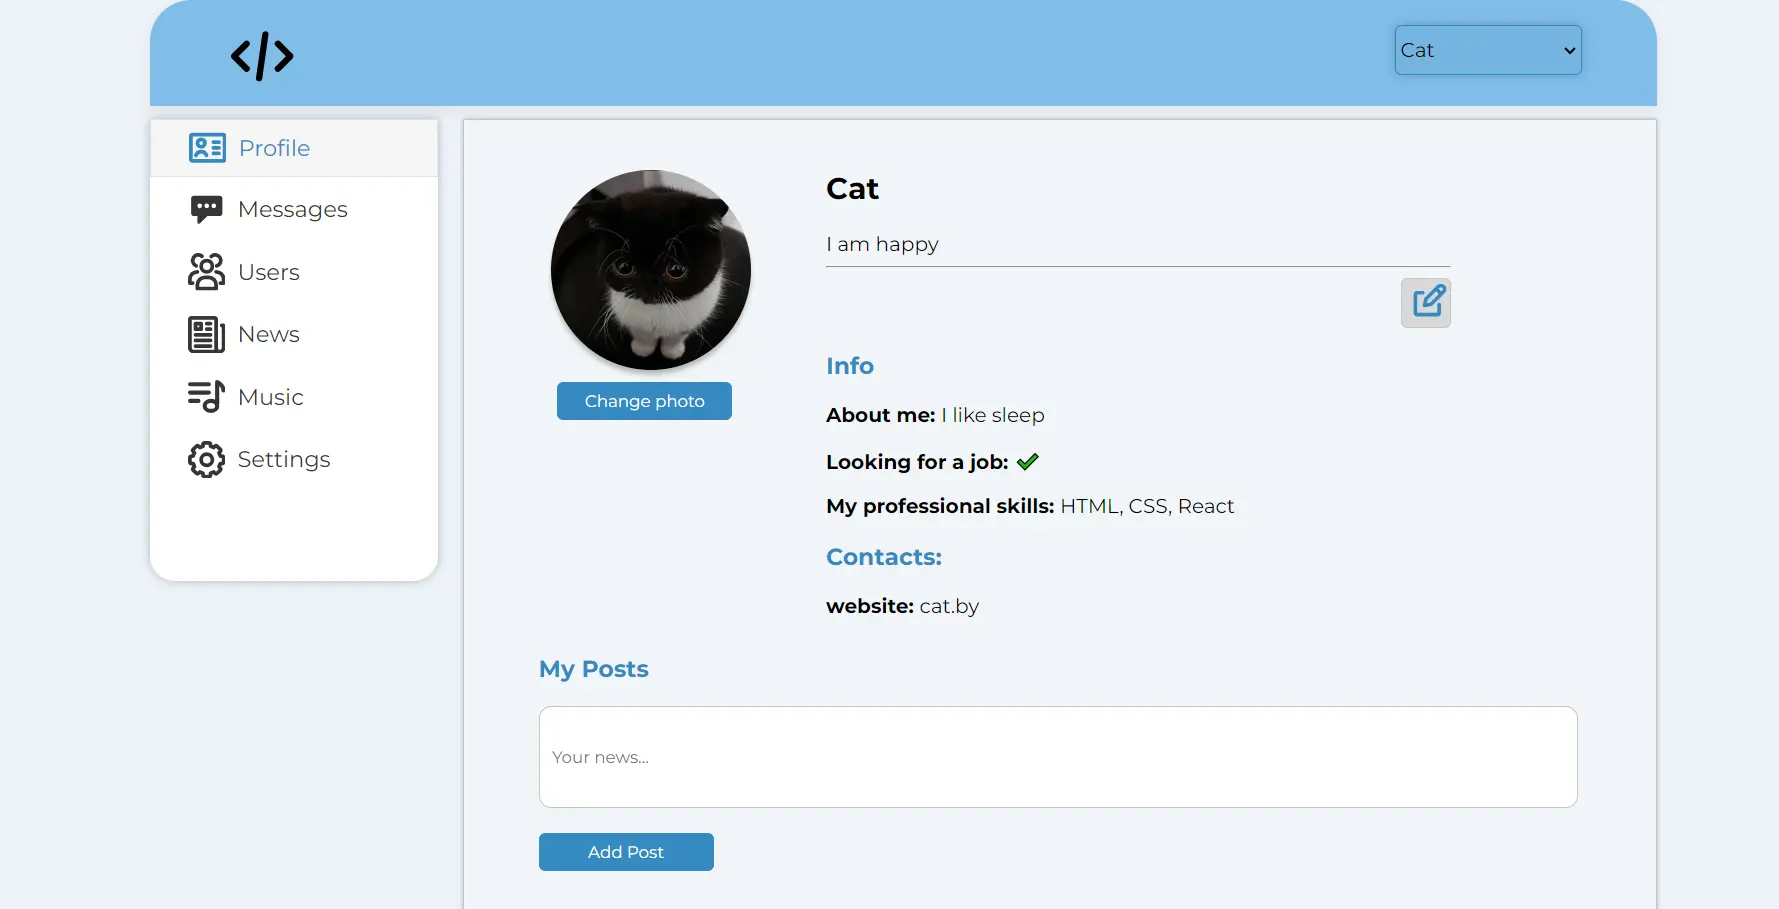 </>
Cat
Profile
Messages
Users
News
Music
Settings
Cat
I am happy
Change photo
Info
About me: I like sleep
Looking for a job:
My professional skills: HTML, CSS, React
Contacts:
website: cat.by
My Posts
Your news...
Add Post